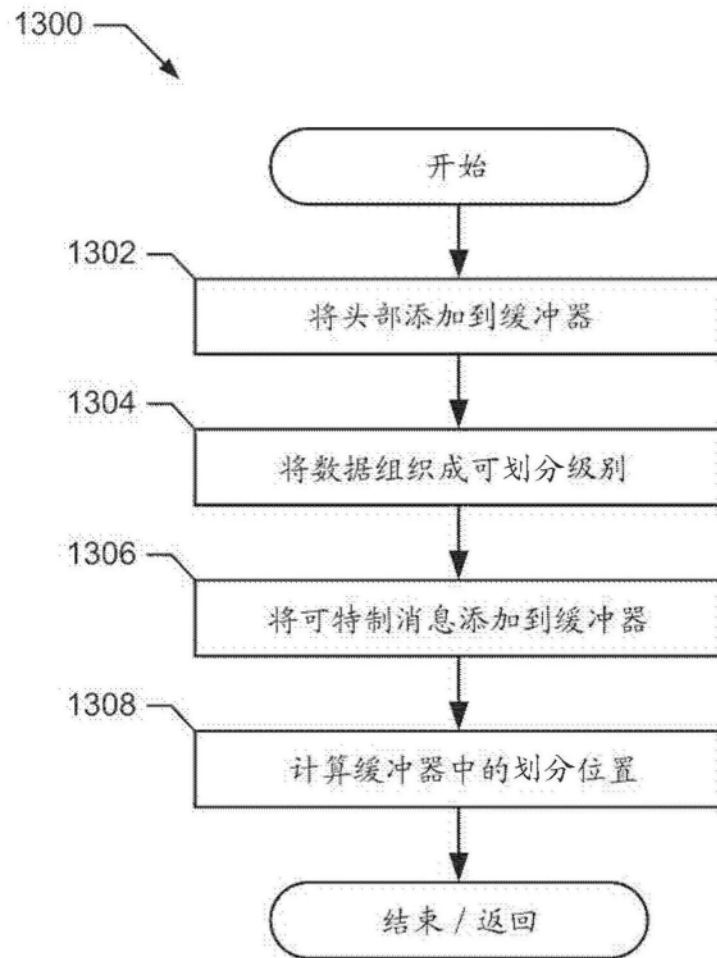 1300
开始
1302
将头部添加到缓冲器
1304
将数据组织成可划分级别
1306
将可特制消息添加到缓冲器
1308
计算缓冲器中的划分位置
结束 / 返回